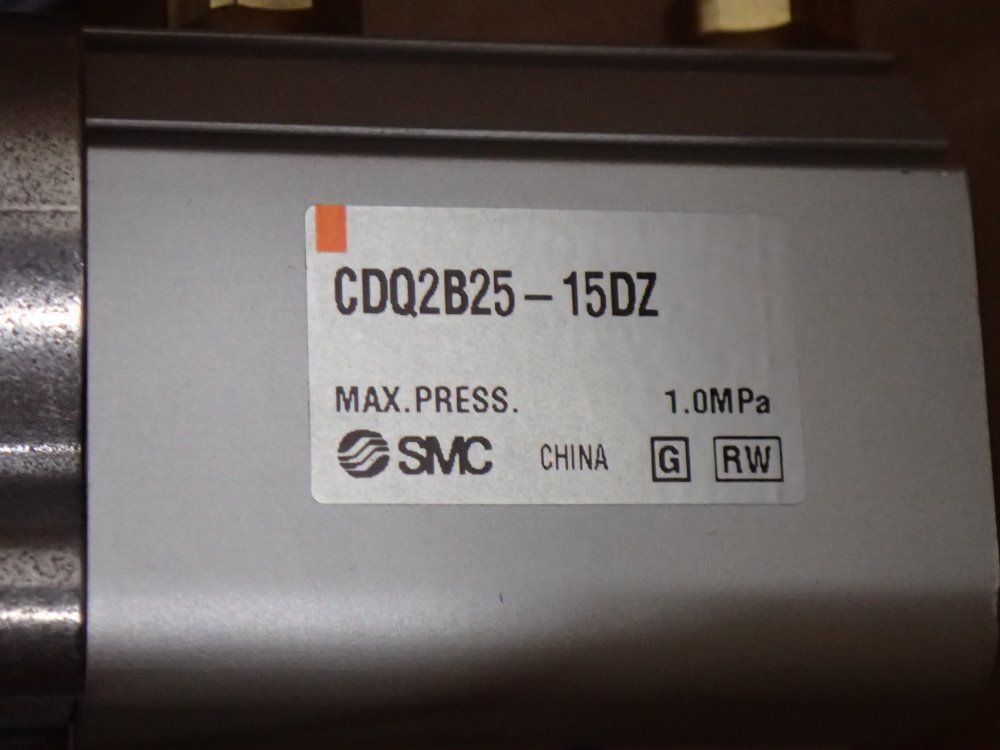 CDQ2B25-15DZ
MAX.PRESS. 1.0MPa
SMC CHINA G RW